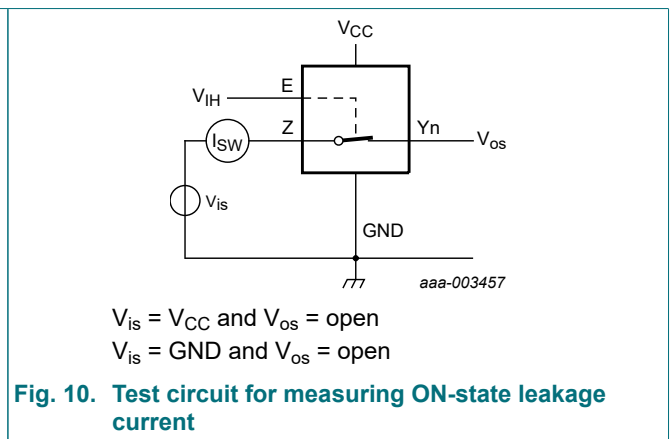 VCC
VIH
E
ISW
Z
Yn
Vos
Vis
GND
aaa-003457
Vis = VCC and Vos = open
Vis = GND and Vos = open
Fig. 10. Test circuit for measuring ON-state leakage
current